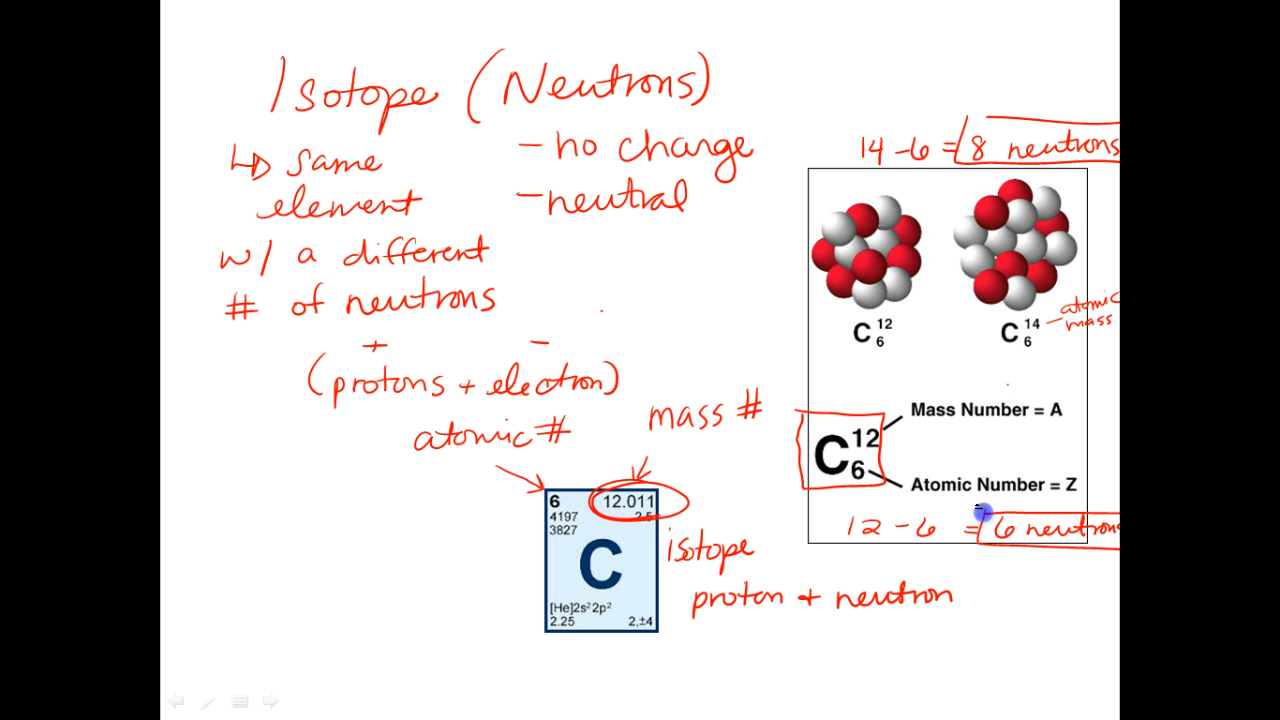 Isotope (Neutrons)
↳ same
element
w/ a different
# of neutrons
- no charge
- neutral
+ -
(protons + electron)
atomic #
mass #
6 12.011
4197 2.5
3827
C
[He]2s²2p²
2.25 2,±4
isotope
proton + neutron
14 - 6 = 8 neutrons
C 12 6
C 14 6
atomic
mass
C 12 6
Mass Number = A
Atomic Number = Z
12 - 6 = 6 neutrons